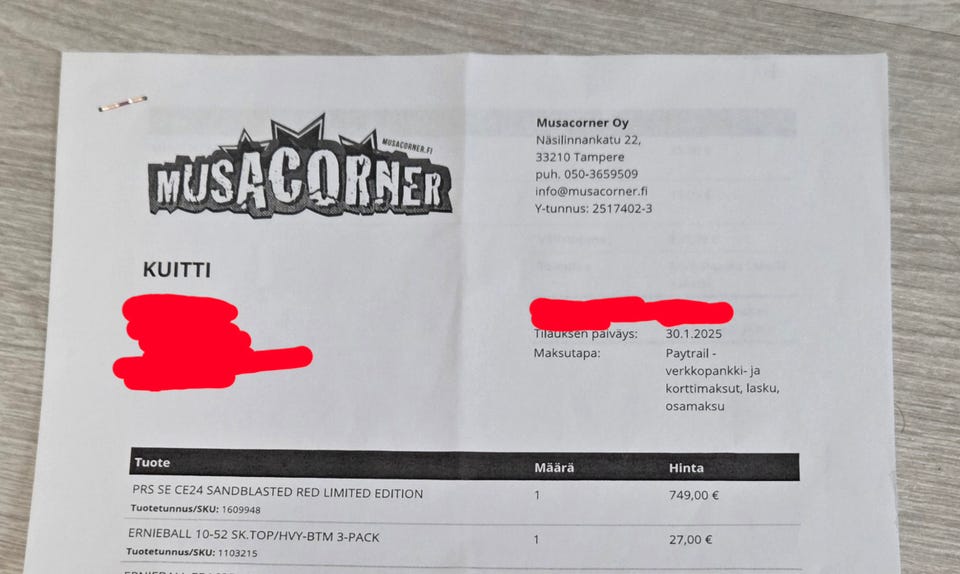 MUSACORNER.FI
MUSACORNER
Musacorner Oy
Näsilinnankatu 22,
33210 Tampere
puh. 050-3659509
info@musacorner.fi
Y-tunnus: 2517402-3
KUITTI
Tilauksen päiväys: 30.1.2025
Maksutapa: Paytrail -
verkkopankki- ja
korttimaksut, lasku,
osamaksu
Tuote Määrä Hinta
PRS SE CE24 SANDBLASTED RED LIMITED EDITION 1 749,00 €
Tuotetunnus/SKU: 1609948
ERNIEBALL 10-52 SK.TOP/HVY-BTM 3-PACK 1 27,00 €
Tuotetunnus/SKU: 1103215
ERNIEBALL